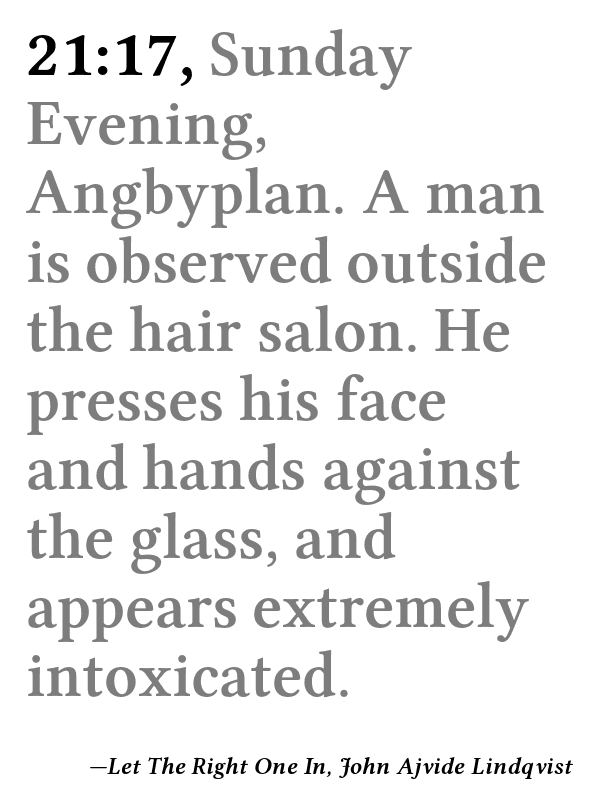 21:17, Sunday
Evening,
Angbyplan. A man
is observed outside
the hair salon. He
presses his face
and hands against
the glass, and
appears extremely
intoxicated.
—Let The Right One In, John Ajvide Lindqvist